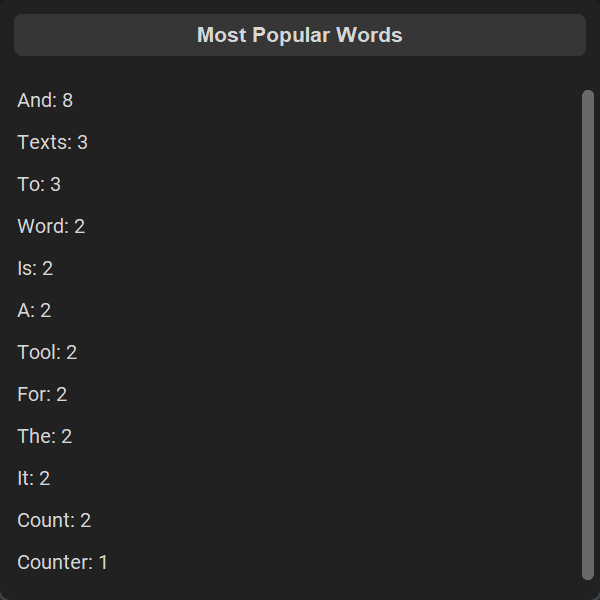 Most Popular Words
And: 8
Texts: 3
To: 3
Word: 2
Is: 2
A: 2
Tool: 2
For: 2
The: 2
It: 2
Count: 2
Counter: 1